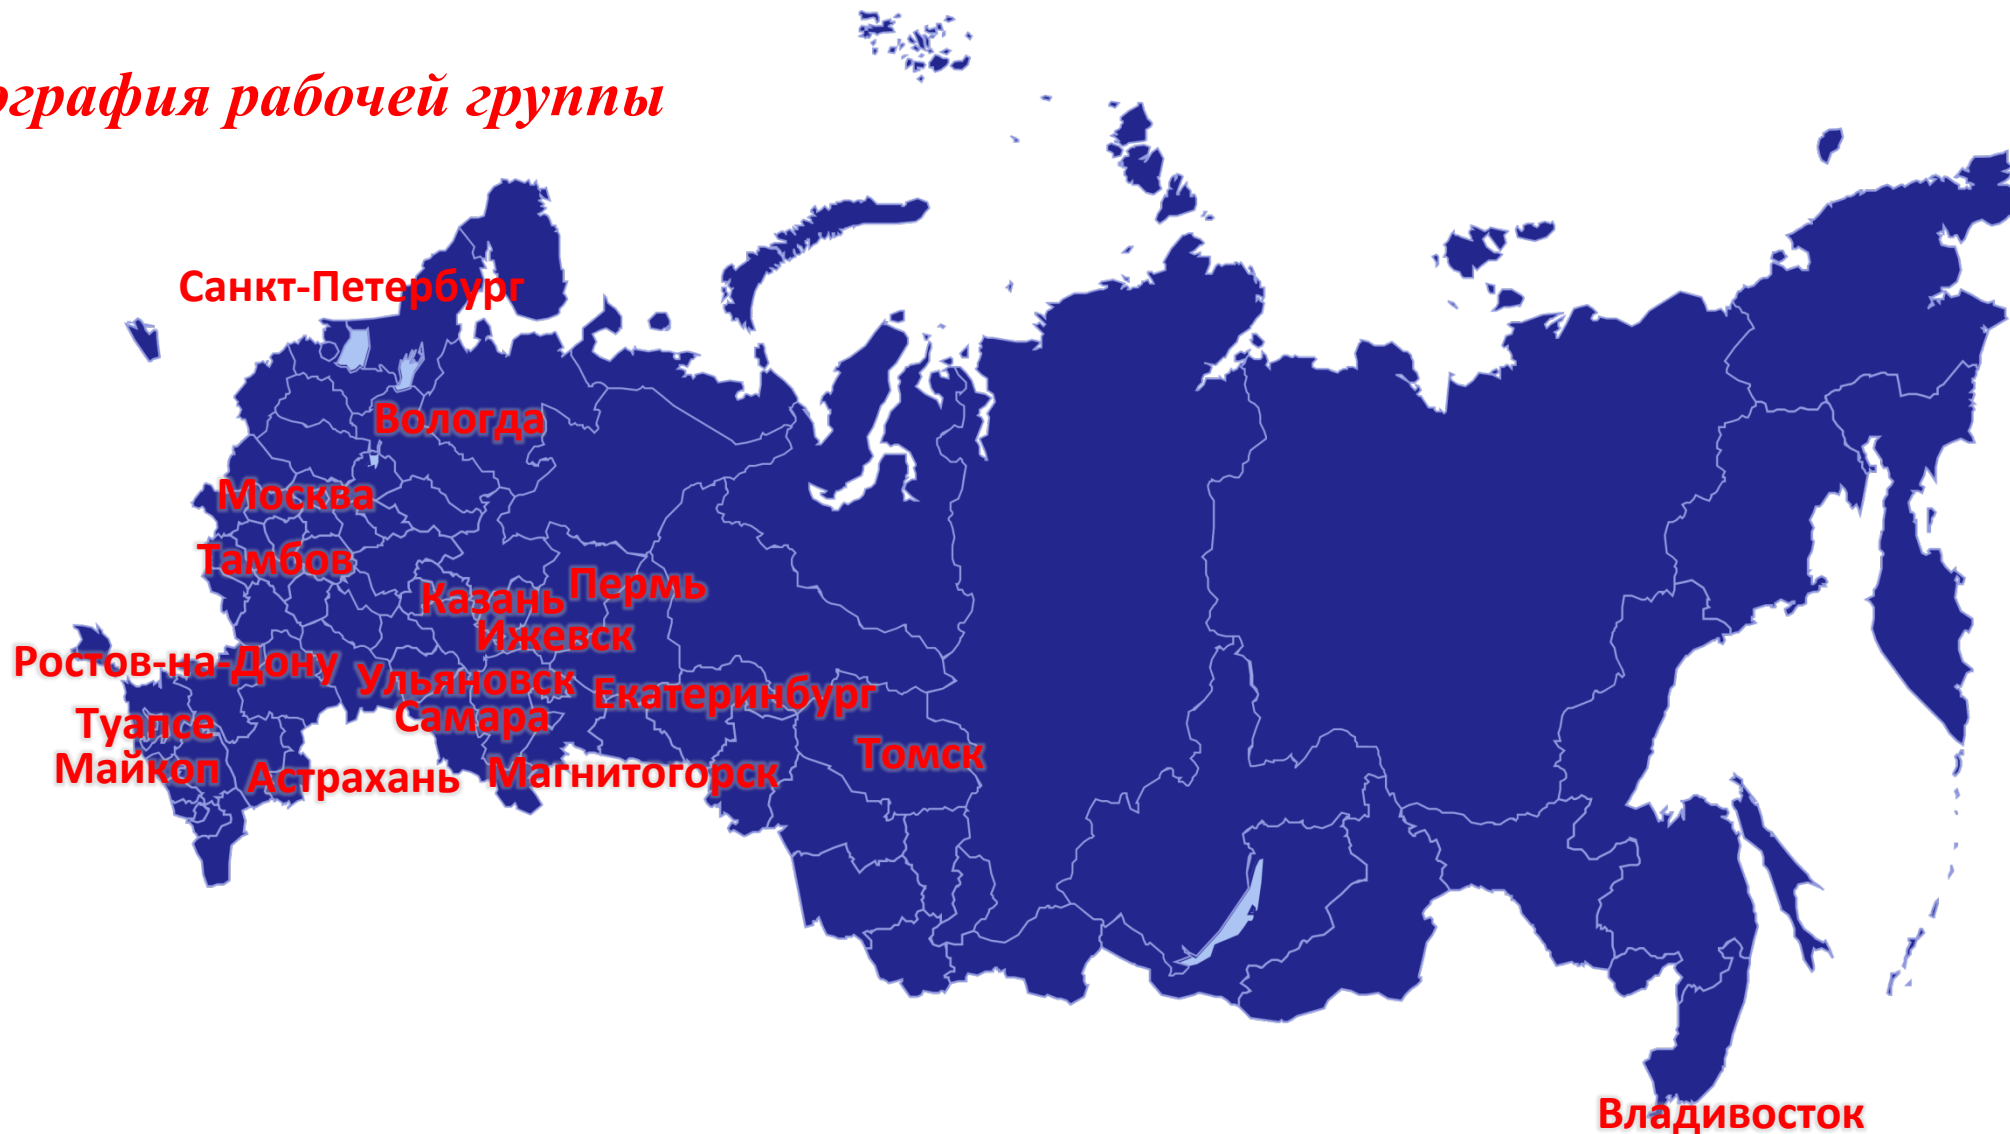 ография рабочей группы
Санкт-Петербург
Вологда
Москва
Тамбов
Пермь
Казань
Ижевск
Ростов-на-Дону
Ульяновск
Екатеринбург
Самара
Туапсе
Томск
Майкоп
Астрахань
Магнитогорск
Владивосток